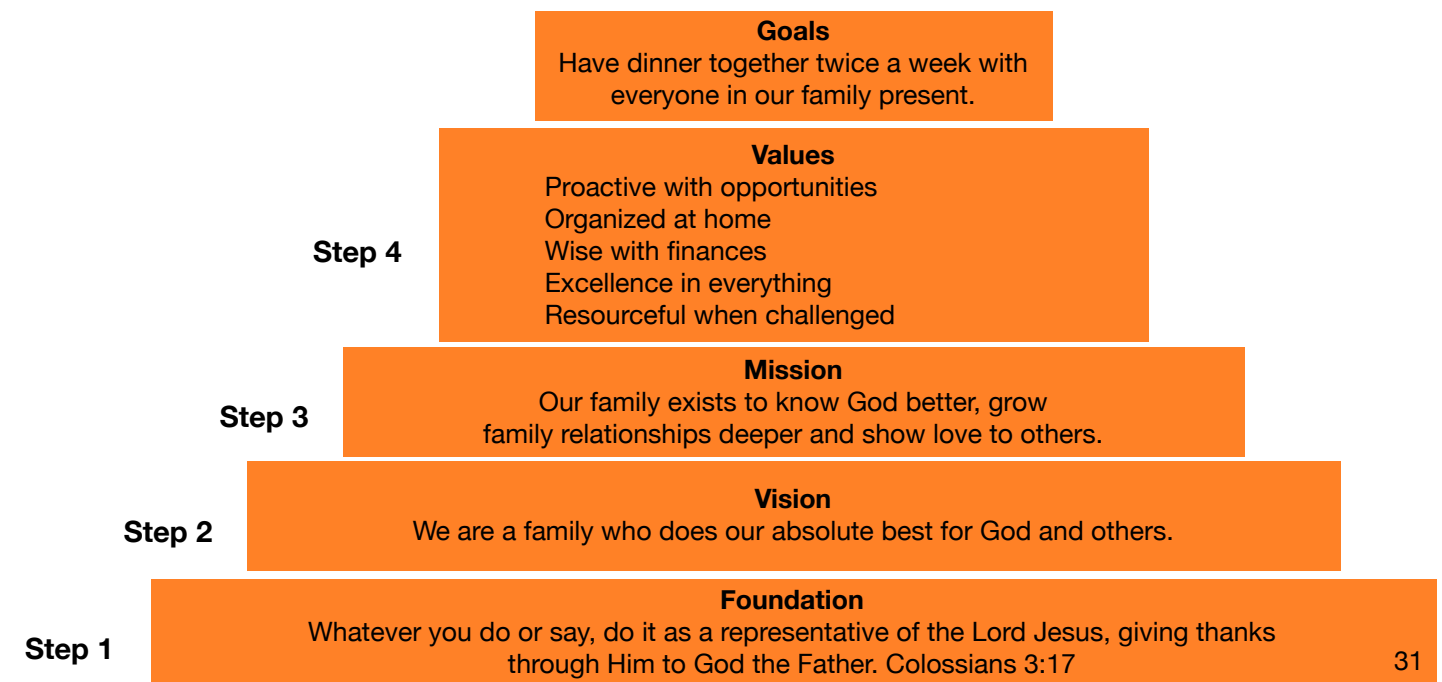 Goals
Have dinner together twice a week with
everyone in our family present.
Values
Proactive with opportunities
Organized at home
Step 4
Wise with finances
Excellence in everything
Resourceful when challenged
Mission
Our family exists to know God better, grow
Step 3
family relationships deeper and show love to others.
Vision
Step 2
We are a family who does our absolute best for God and others.
Foundation
Whatever you do or say, do it as a representative of the Lord Jesus, giving thanks
Step 1
through Him to God the Father. Colossians 3:17
31